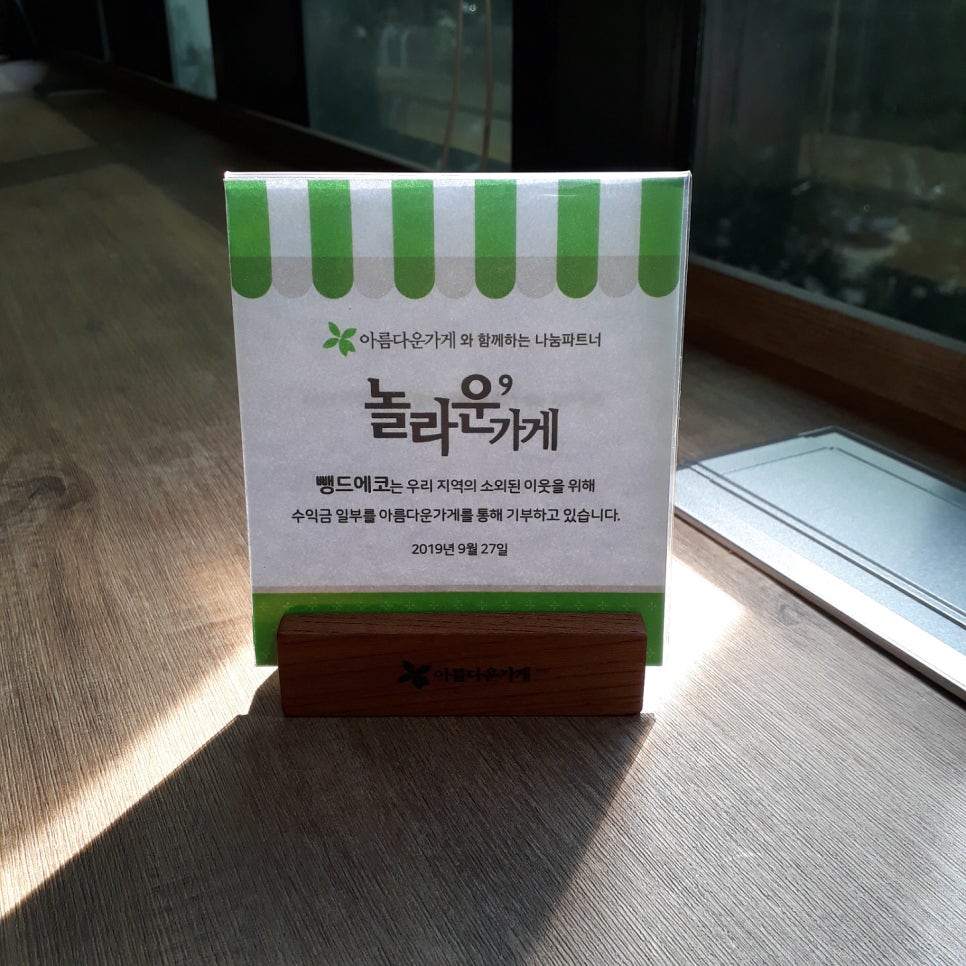 아름다운가게 와 함께하는 나눔파트너
놀라운가게
뺑드에코는 우리 지역의 소외된 이웃을 위해
수익금 일부를 아름다운가게를 통해 기부하고 있습니다.
2019년 9월 27일
아름다운가게